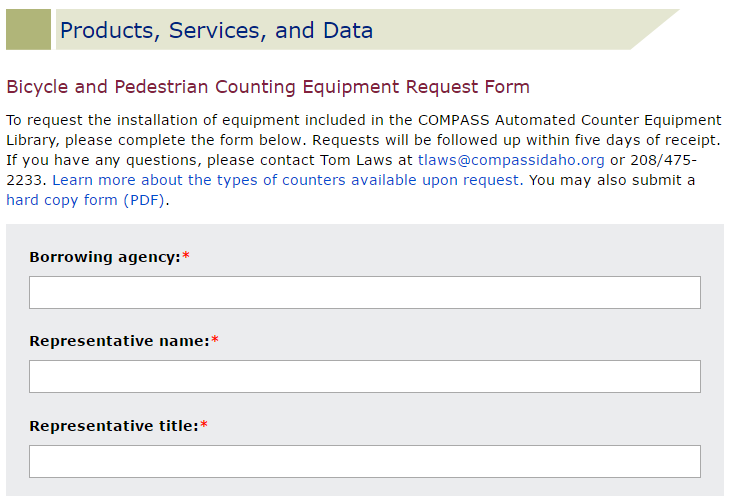 Products, Services, and Data
Bicycle and Pedestrian Counting Equipment Request Form
To request the installation of equipment included in the COMPASS Automated Counter Equipment
Library, please complete the form below. Requests will be followed up within five days of receipt.
If you have any questions, please contact Tom Laws at tlaws@compassidaho.org or 208/475-
2233. Learn more about the types of counters available upon request. You may also submit a
hard copy form (PDF).
Borrowing agency:*
Representative name:*
Representative title:*